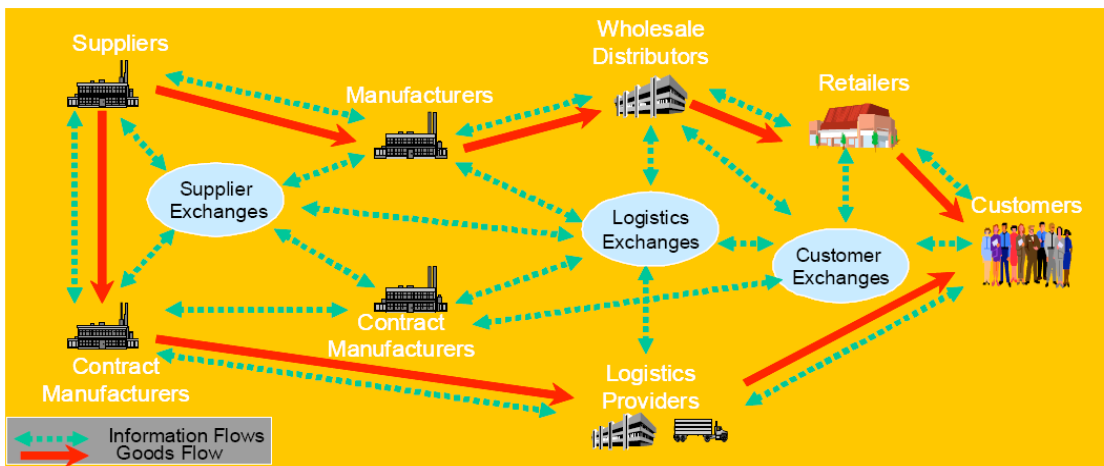 Suppliers
Manufacturers
Wholesale
Distributors
Retailers
Supplier
Exchanges
Logistics
Exchanges
Customer
Exchanges
Customers
Contract
Manufacturers
Contract
Manufacturers
Logistics
Providers
Information Flows
Goods Flow